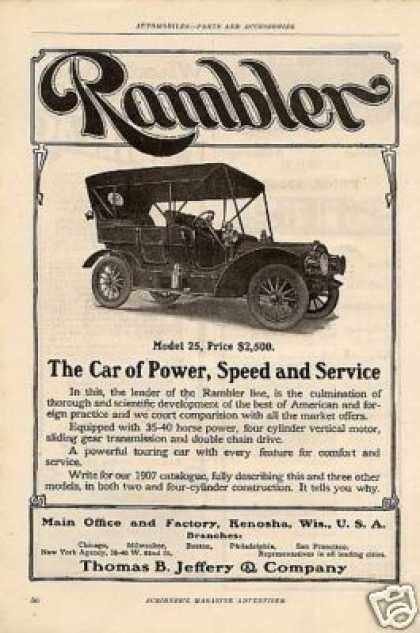 AUTOMOBILES—PARTS AND ACCESSORIES
Rambler
Model 25, Price $2,500.
The Car of Power, Speed and Service
In this, the leader of the Rambler line, is the culmination of
thorough and scientific development of the best of American and for-
eign practice and we court comparition with all the market offers.
Equipped with 35-40 horse power, four cylinder vertical motor,
sliding gear transmission and double chain drive.
A powerful touring car with every feature for comfort and
service.
Write for our 1907 catalogue, fully describing this and three other
models, in both two and four-cylinder construction. It tells you why.
Main Office and Factory, Kenosha, Wis., U. S. A.
Branches:
Chicago, Milwaukee, Boston, Philadelphia, San Francisco.
New York Agency, 38-40 W. 62nd St. Representatives in all leading cities.
Thomas B. Jeffery & Company
56
SCRIBNER'S MAGAZINE ADVERTISER